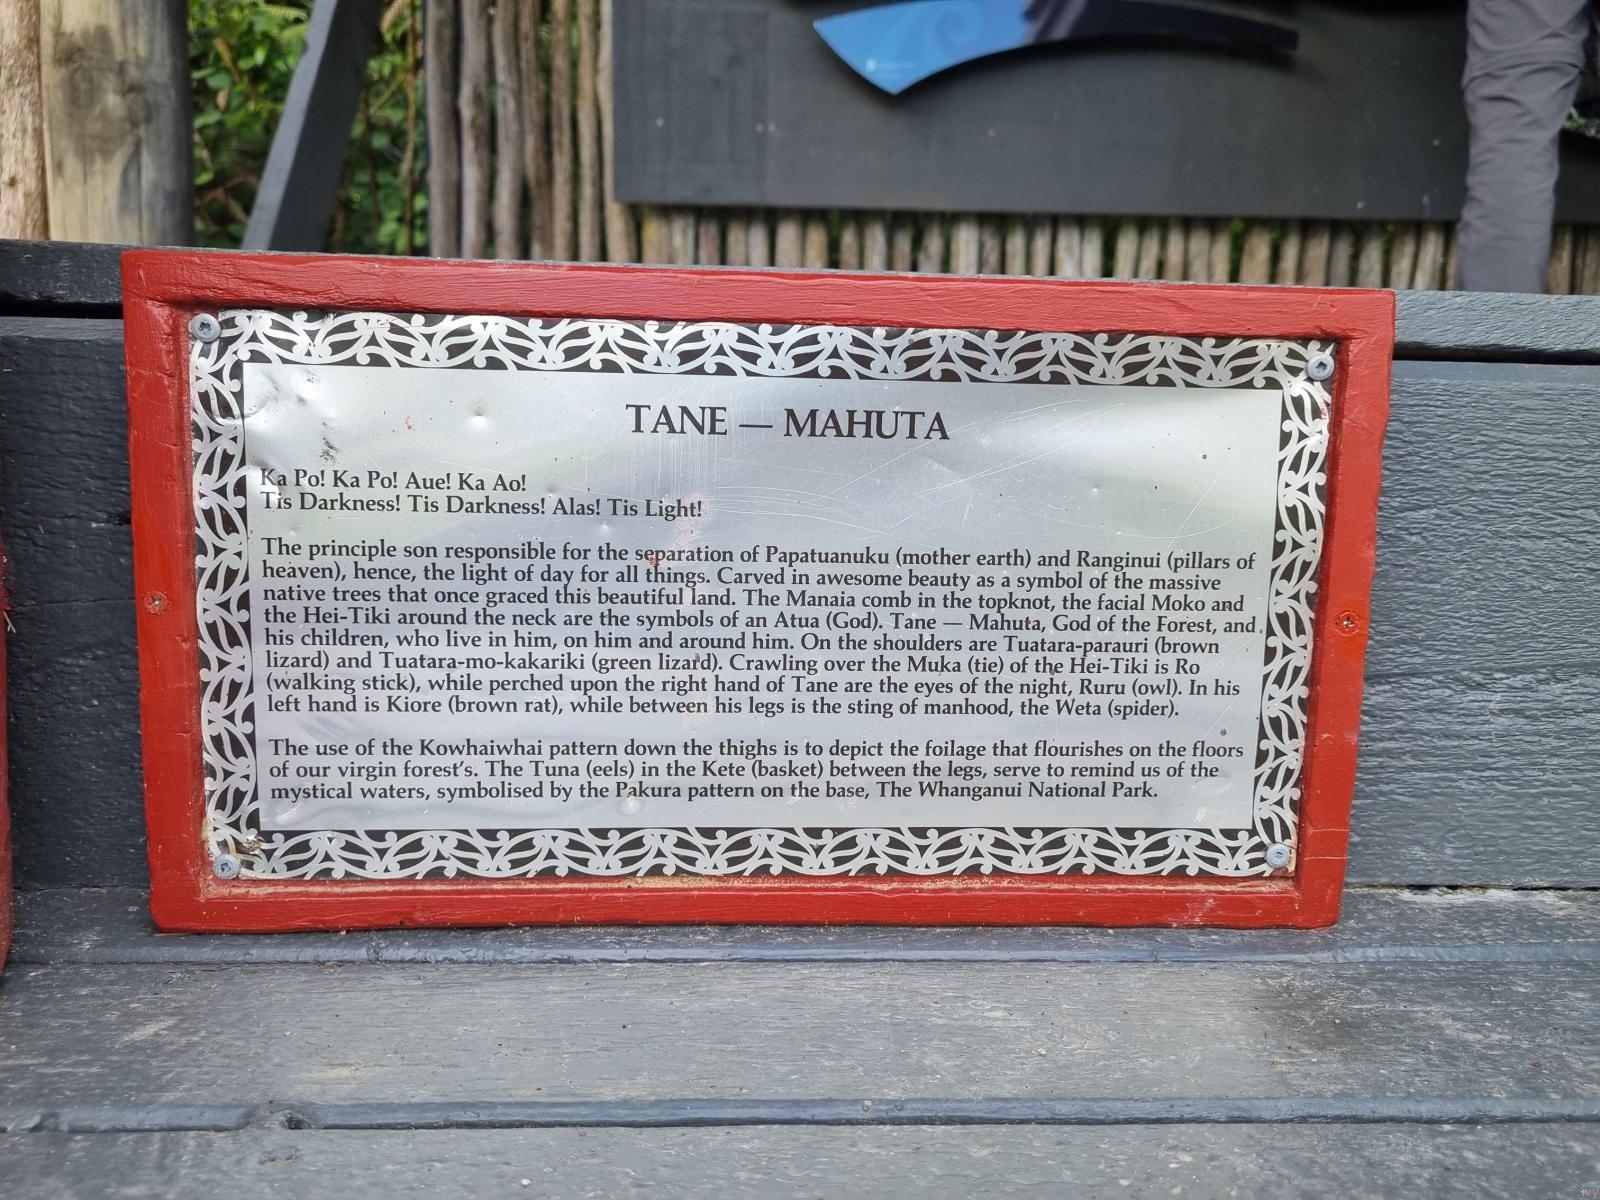 TANE — MAHUTA
Ka Po! Ka Po! Aue! Ka Ao!
Tis Darkness! Tis Darkness! Alas! Tis Light!
The principle son responsible for the separation of Papatuanuku (mother earth) and Ranginui (pillars of
heaven), hence, the light of day for all things. Carved in awesome beauty as a symbol of the massive
native trees that once graced this beautiful land. The Manaia comb in the topknot, the facial Moko and
the Hei-Tiki around the neck are the symbols of an Atua (God). Tane — Mahuta, God of the Forest, and
his children, who live in him, on him and around him. On the shoulders are Tuatara-parauri (brown
lizard) and Tuatara-mo-kakariki (green lizard). Crawling over the Muka (tie) of the Hei-Tiki is Ro
(walking stick), while perched upon the right hand of Tane are the eyes of the night, Ruru (owl). In his
left hand is Kiore (brown rat), while between his legs is the sting of manhood, the Weta (spider).
The use of the Kowhaiwhai pattern down the thighs is to depict the foilage that flourishes on the floors
of our virgin forest's. The Tuna (eels) in the Kete (basket) between the legs, serve to remind us of the
mystical waters, symbolised by the Pakura pattern on the base, The Whanganui National Park.